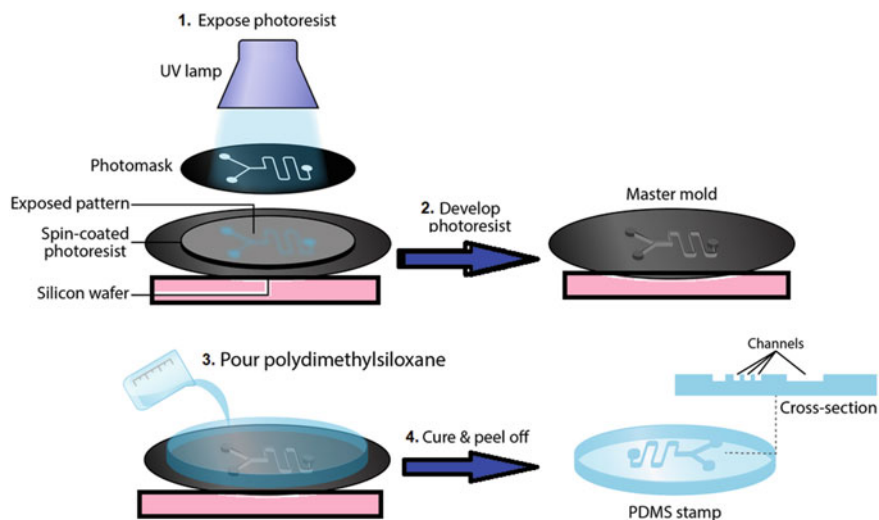 1. Expose photoresist
UV lamp
Photomask
Exposed pattern
Spin-coated
photoresist
Silicon wafer
2. Develop
photoresist
Master mold
3. Pour polydimethylsiloxane
4. Cure & peel off
Channels
Cross-section
PDMS stamp